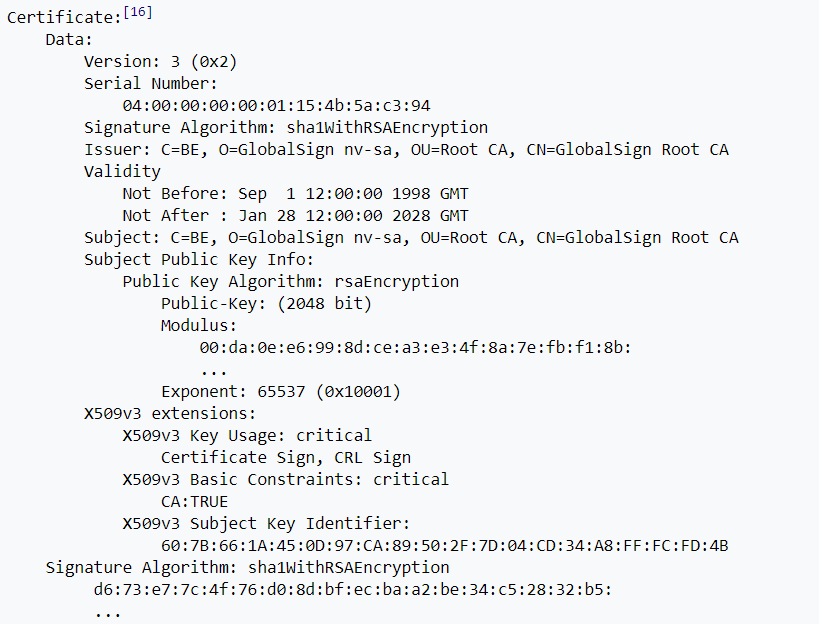 Certificate:[16]
    Data:
        Version: 3 (0x2)
        Serial Number:
            04:00:00:00:00:01:15:4b:5a:c3:94
        Signature Algorithm: sha1WithRSAEncryption
        Issuer: C=BE, O=GlobalSign nv-sa, OU=Root CA, CN=GlobalSign Root CA
        Validity
            Not Before: Sep  1 12:00:00 1998 GMT
            Not After : Jan 28 12:00:00 2028 GMT
        Subject: C=BE, O=GlobalSign nv-sa, OU=Root CA, CN=GlobalSign Root CA
        Subject Public Key Info:
            Public Key Algorithm: rsaEncryption
                Public-Key: (2048 bit)
                Modulus:
                    00:da:0e:e6:99:8d:ce:a3:e3:4f:8a:7e:fb:f1:8b:
                    ...
                Exponent: 65537 (0x10001)
        X509v3 extensions:
            X509v3 Key Usage: critical
                Certificate Sign, CRL Sign
            X509v3 Basic Constraints: critical
                CA:TRUE
            X509v3 Subject Key Identifier:
                60:7B:66:1A:45:0D:97:CA:89:50:2F:7D:04:CD:34:A8:FF:FC:FD:4B
    Signature Algorithm: sha1WithRSAEncryption
         d6:73:e7:7c:4f:76:d0:8d:bf:ec:ba:a2:be:34:c5:28:32:b5:
         ...